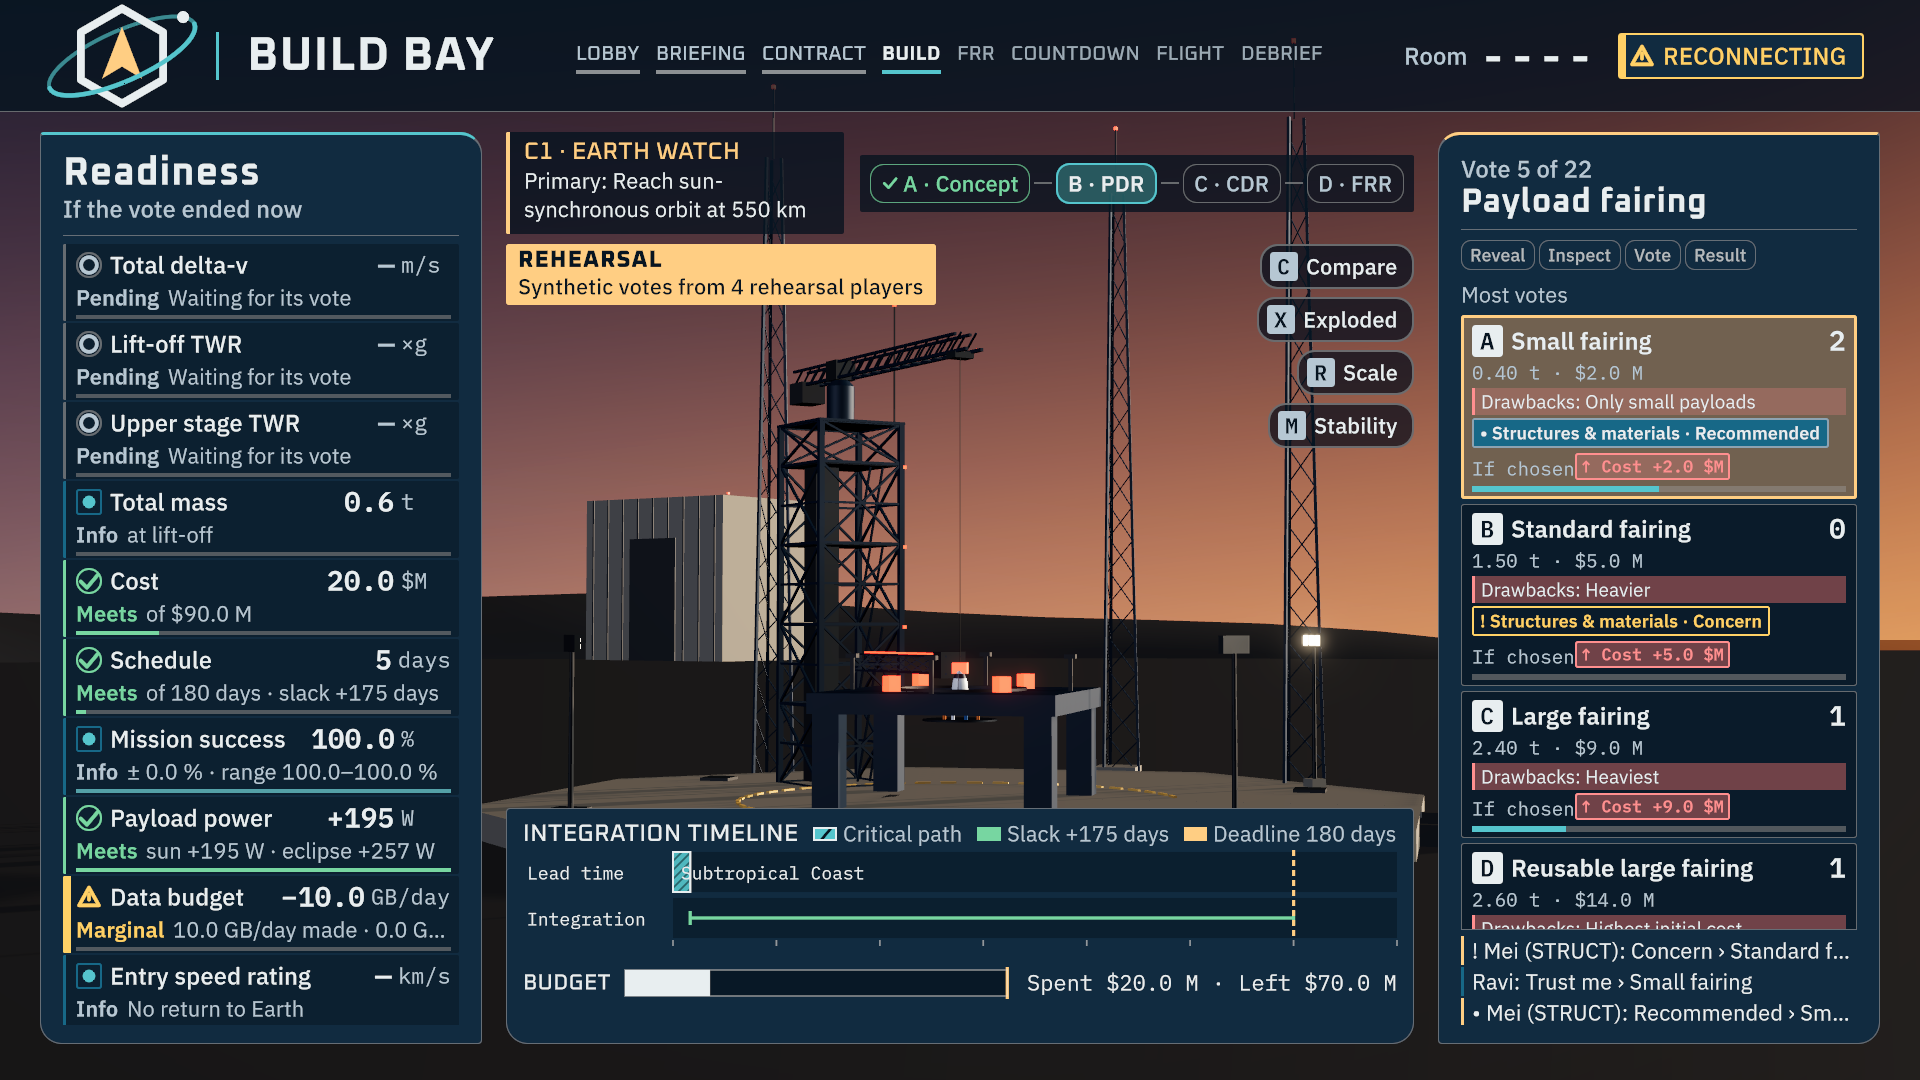 BUILD BAY
LOBBY BRIEFING CONTRACT BUILD FRR COUNTDOWN FLIGHT DEBRIEF
Room – – – –
RECONNECTING
Readiness
If the vote ended now
Total delta-v – m/s
Pending Waiting for its vote
Lift-off TWR – ×g
Pending Waiting for its vote
Upper stage TWR – ×g
Pending Waiting for its vote
Total mass 0.6 t
Info at lift-off
Cost 20.0 $M
Meets of $90.0 M
Schedule 5 days
Meets of 180 days · slack +175 days
Mission success 100.0 %
Info ± 0.0 % · range 100.0–100.0 %
Payload power +195 W
Meets sun +195 W · eclipse +257 W
Data budget −10.0 GB/day
Marginal 10.0 GB/day made · 0.0 G...
Entry speed rating – km/s
Info No return to Earth
C1 · EARTH WATCH
Primary: Reach sun-
synchronous orbit at 550 km
✓ A · Concept B · PDR C · CDR D · FRR
REHEARSAL
Synthetic votes from 4 rehearsal players
C Compare
X Exploded
R Scale
M Stability
INTEGRATION TIMELINE Critical path Slack +175 days Deadline 180 days
Lead time Subtropical Coast
Integration
BUDGET Spent $20.0 M · Left $70.0 M
Vote 5 of 22
Payload fairing
Reveal Inspect Vote Result
Most votes
A Small fairing 2
0.40 t · $2.0 M
Drawbacks: Only small payloads
• Structures & materials · Recommended
If chosen ↑ Cost +2.0 $M
B Standard fairing 0
1.50 t · $5.0 M
Drawbacks: Heavier
! Structures & materials · Concern
If chosen ↑ Cost +5.0 $M
C Large fairing 1
2.40 t · $9.0 M
Drawbacks: Heaviest
If chosen ↑ Cost +9.0 $M
D Reusable large fairing 1
2.60 t · $14.0 M
Drawbacks: Highest initial cost
! Mei (STRUCT): Concern › Standard f...
Ravi: Trust me › Small fairing
• Mei (STRUCT): Recommended › Sm...